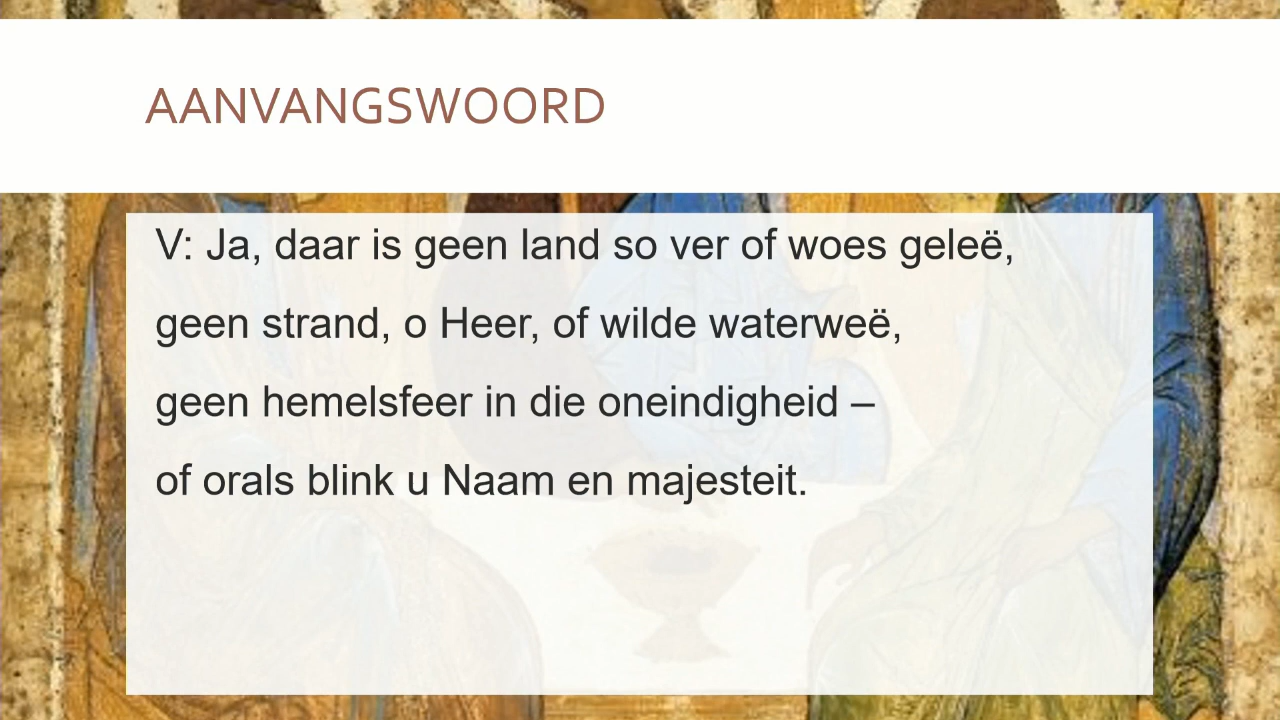 AANVANGSWOORD
V: Ja, daar is geen land so ver of woes geleë,
geen strand, o Heer, of wilde waterweë,
geen hemelsfeer in die oneindigheid –
of orals blink u Naam en majesteit.